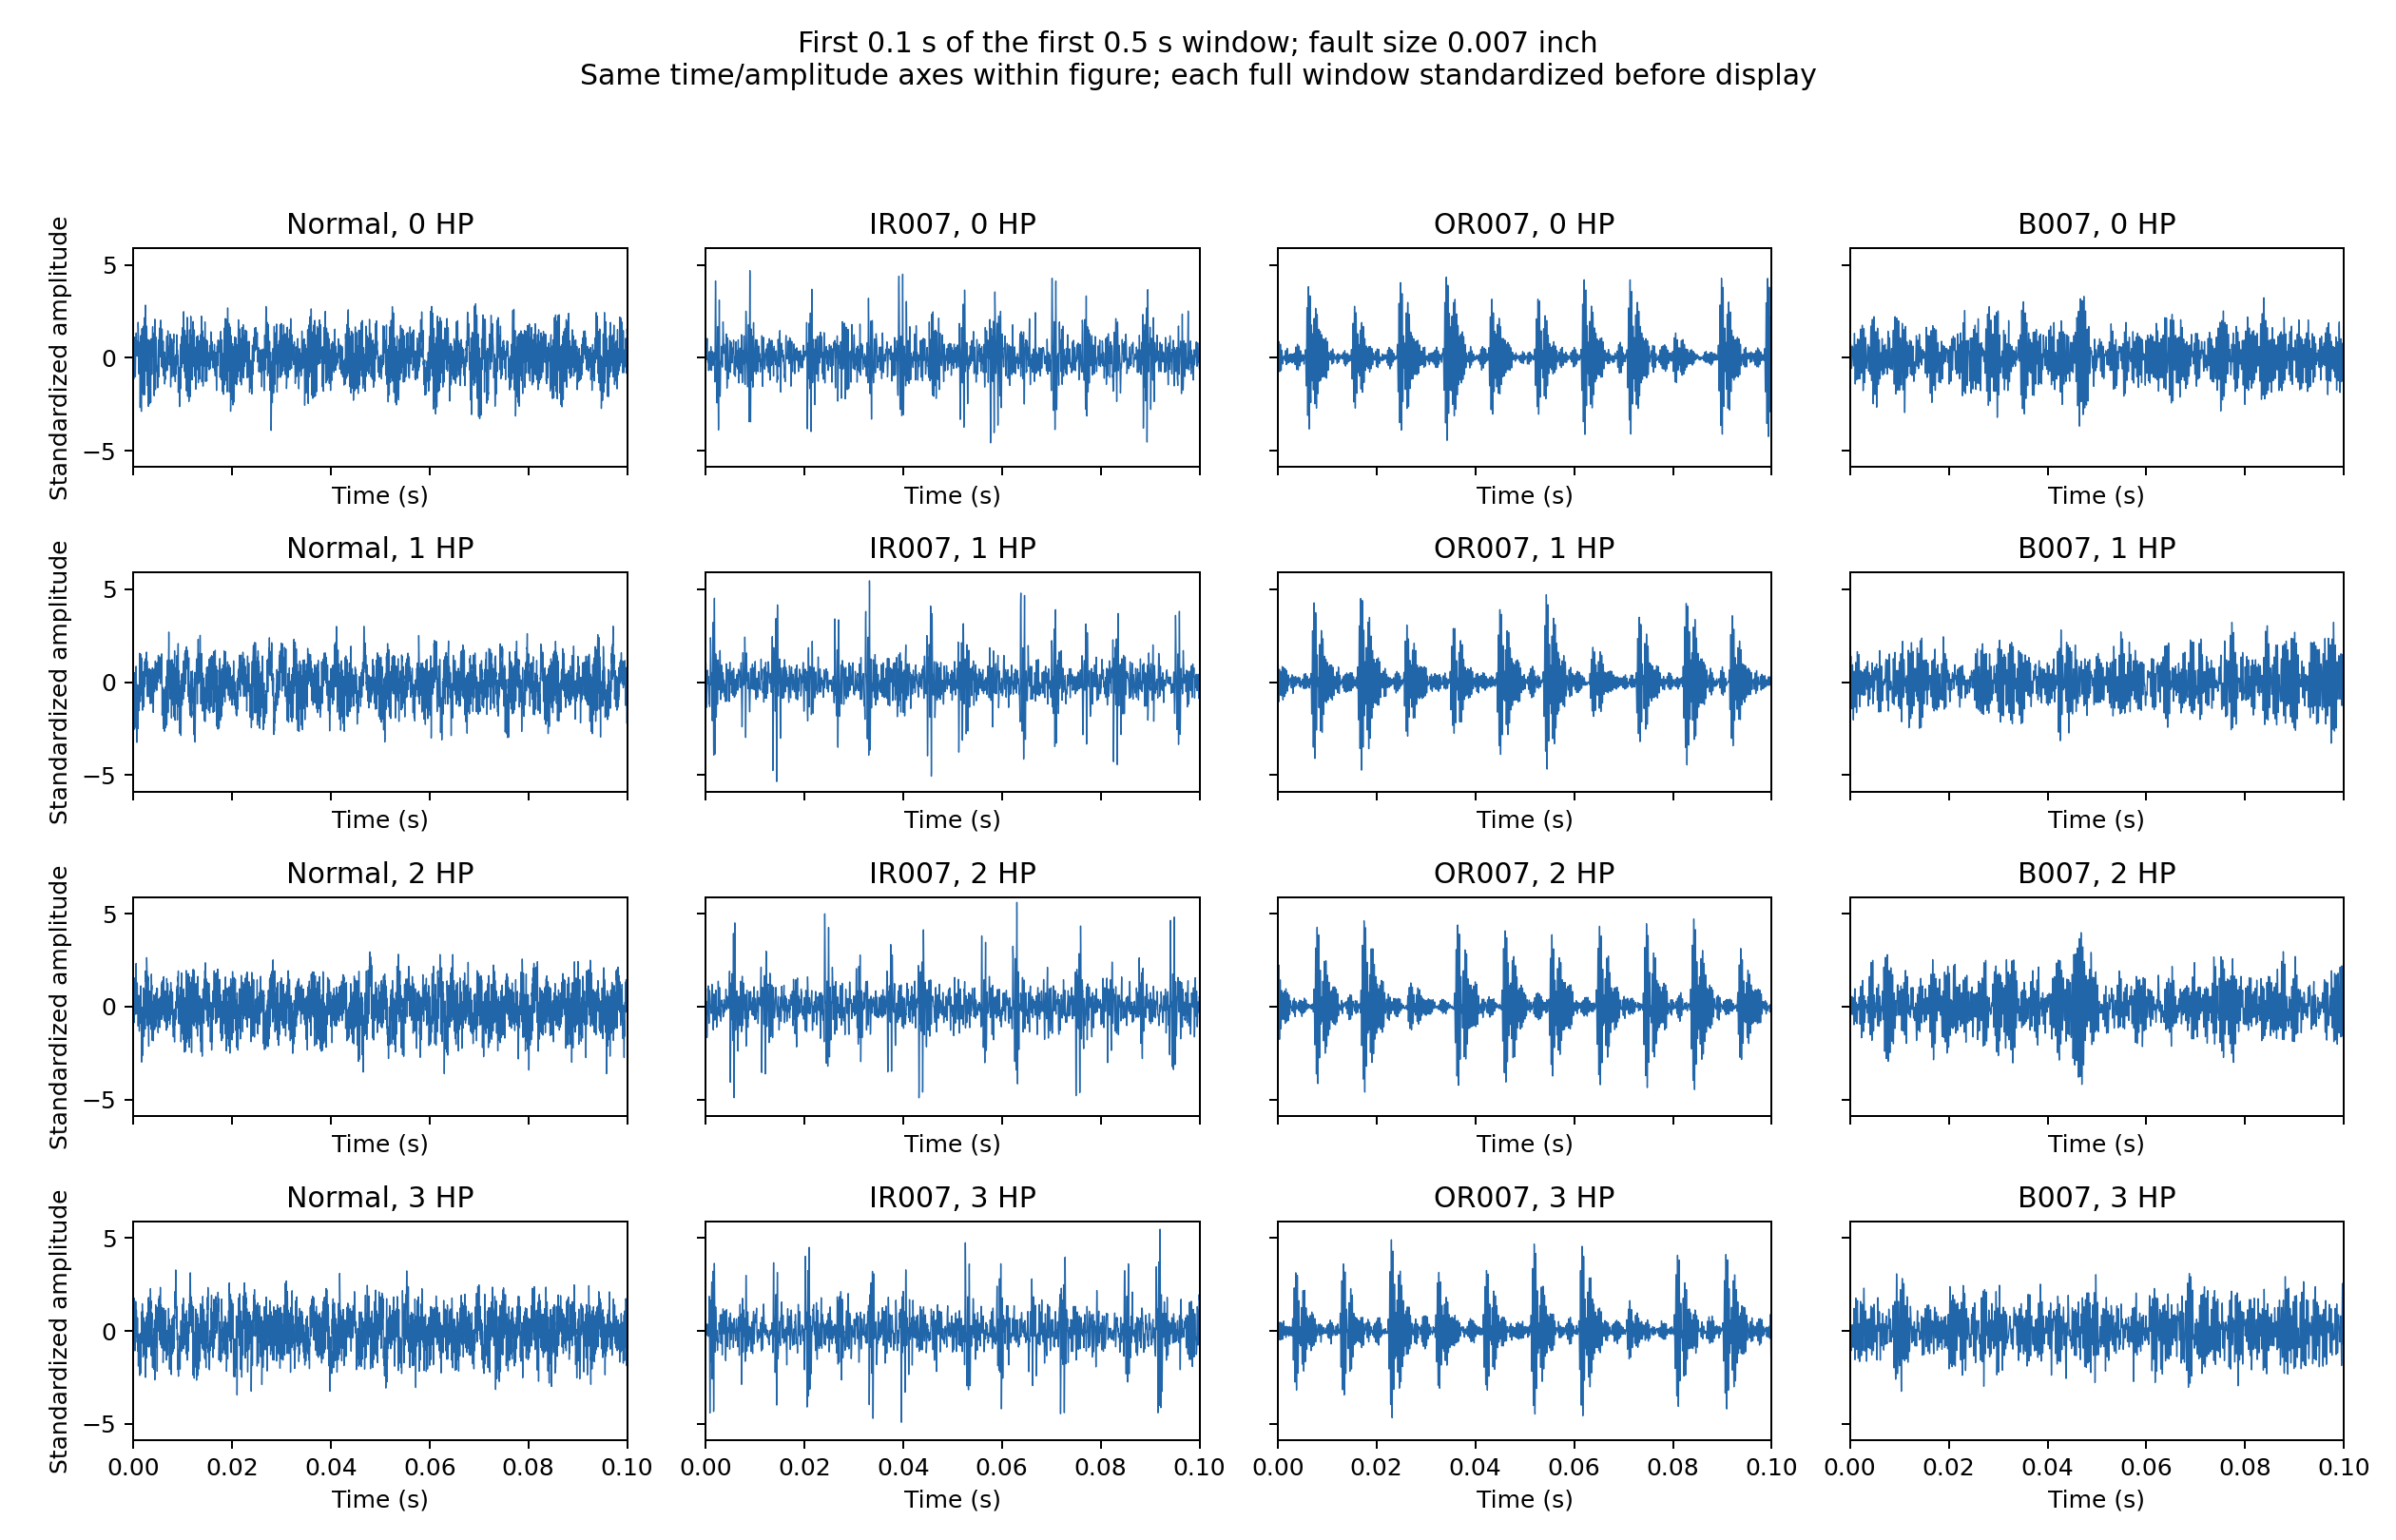 First 0.1 s of the first 0.5 s window; fault size 0.007 inch
Same time/amplitude axes within figure; each full window standardized before display
Normal, 0 HP
IR007, 0 HP
OR007, 0 HP
B007, 0 HP
Standardized amplitude
5
0
−5
Time (s)
Time (s)
Time (s)
Time (s)
Normal, 1 HP
IR007, 1 HP
OR007, 1 HP
B007, 1 HP
Standardized amplitude
5
0
−5
Time (s)
Time (s)
Time (s)
Time (s)
Normal, 2 HP
IR007, 2 HP
OR007, 2 HP
B007, 2 HP
Standardized amplitude
5
0
−5
Time (s)
Time (s)
Time (s)
Time (s)
Normal, 3 HP
IR007, 3 HP
OR007, 3 HP
B007, 3 HP
Standardized amplitude
5
0
−5
0.00 0.02 0.04 0.06 0.08 0.10
0.00 0.02 0.04 0.06 0.08 0.10
0.00 0.02 0.04 0.06 0.08 0.10
0.00 0.02 0.04 0.06 0.08 0.10
Time (s)
Time (s)
Time (s)
Time (s)